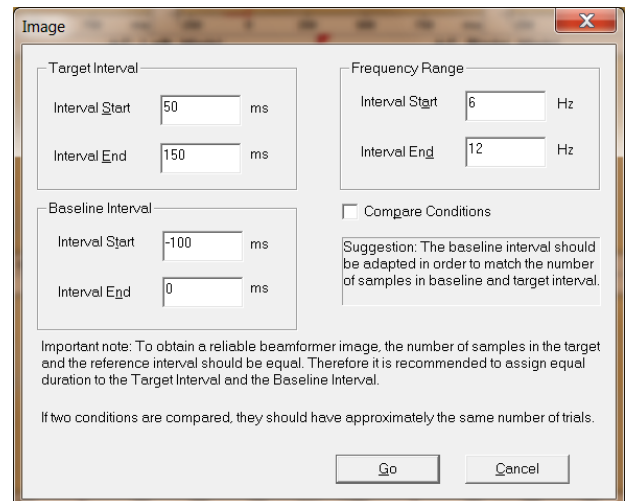 Image
Target Interval
Interval Start 50 ms
Interval End 150 ms
Frequency Range
Interval Start 6 Hz
Interval End 12 Hz
Baseline Interval
Interval Start -100 ms
Interval End 0 ms
Compare Conditions
Suggestion: The baseline interval should
be adapted in order to match the number
of samples in baseline and target interval.
Important note: To obtain a reliable beamformer image, the number of samples in the target
and the reference interval should be equal. Therefore it is recommended to assign equal
duration to the Target Interval and the Baseline Interval.
If two conditions are compared, they should have approximately the same number of trials.
Go Cancel